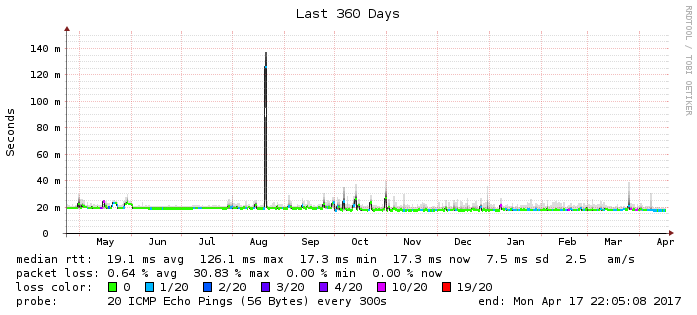 Last 360 Days
RRDTOOL / TOBI OETIKER
Seconds
140 m
120 m
100 m
80 m
60 m
40 m
20 m
0
May Jun Jul Aug Sep Oct Nov Dec Jan Feb Mar Apr
median rtt: 19.1 ms avg 126.1 ms max 17.3 ms min 17.3 ms now 7.5 ms sd 2.5 am/s
packet loss: 0.64 % avg 30.83 % max 0.00 % min 0.00 % now
loss color: 0 1/20 2/20 3/20 4/20 10/20 19/20
probe: 20 ICMP Echo Pings (56 Bytes) every 300s end: Mon Apr 17 22:05:08 2017